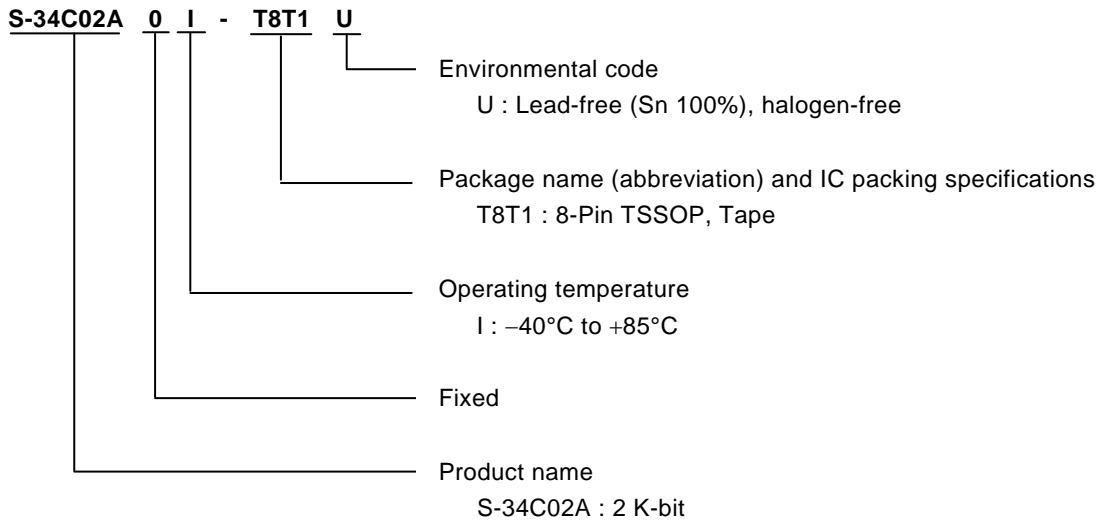 S-34C02A 0 I - T8T1 U
Environmental code
U : Lead-free (Sn 100%), halogen-free
Package name (abbreviation) and IC packing specifications
T8T1 : 8-Pin TSSOP, Tape
Operating temperature
I : −40°C to +85°C
Fixed
Product name
S-34C02A : 2 K-bit